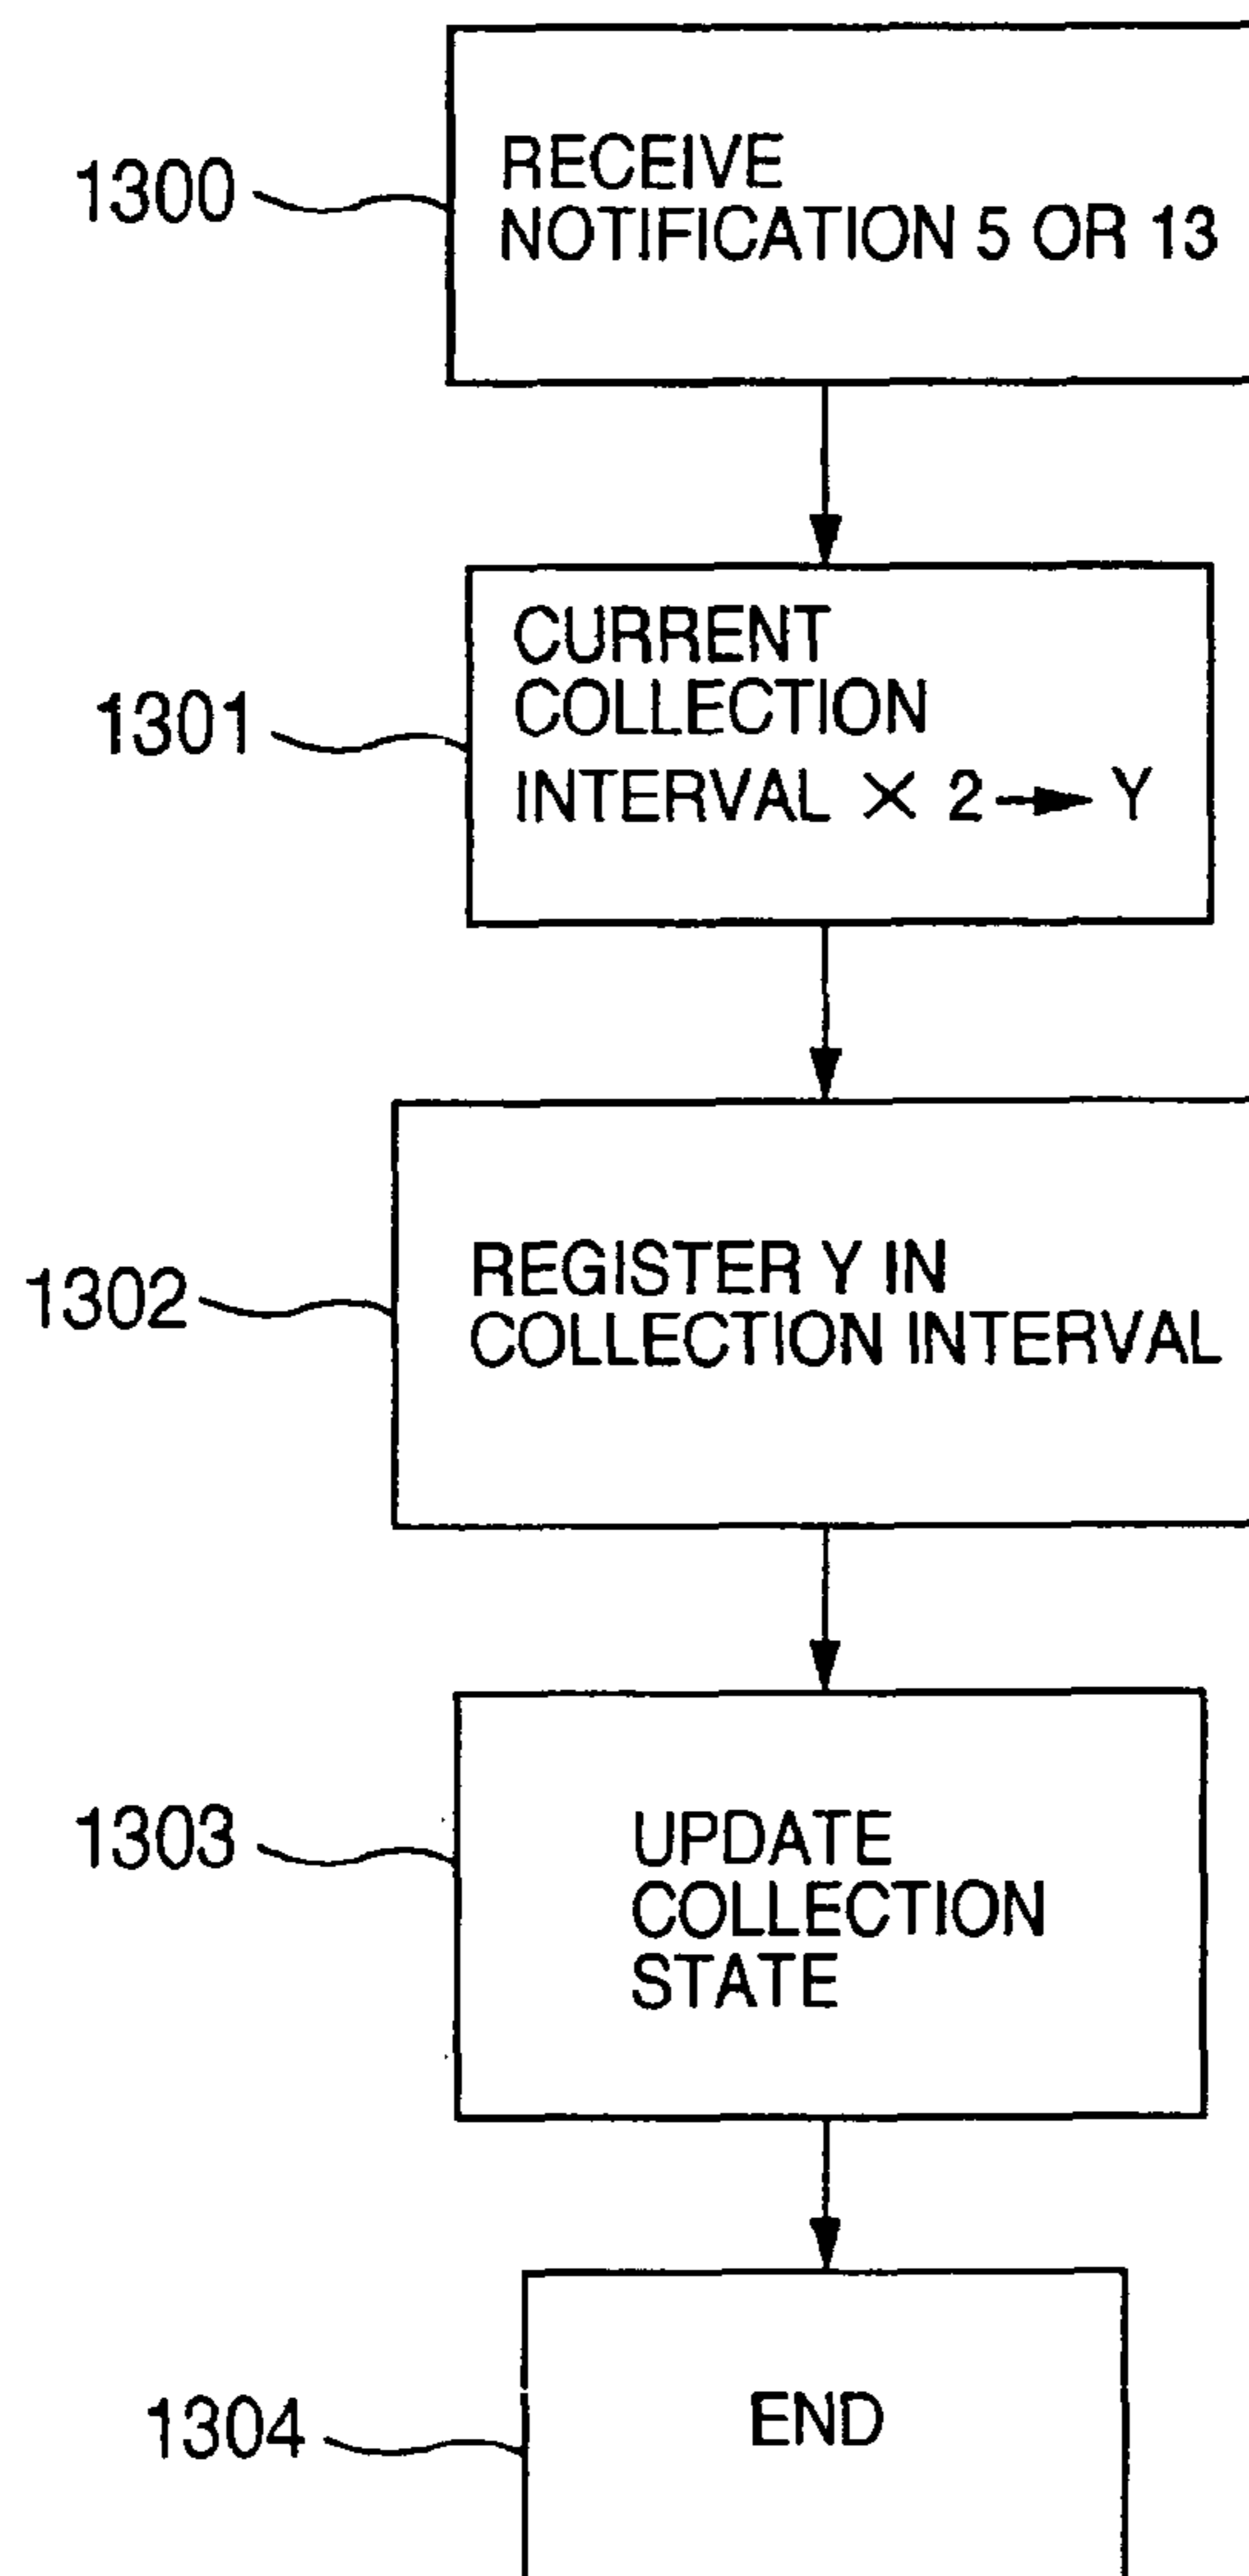 1300
RECEIVE
NOTIFICATION 5 OR 13
1301
CURRENT
COLLECTION
INTERVAL × 2 → Y
1302
REGISTER Y IN
COLLECTION INTERVAL
1303
UPDATE
COLLECTION
STATE
1304
END